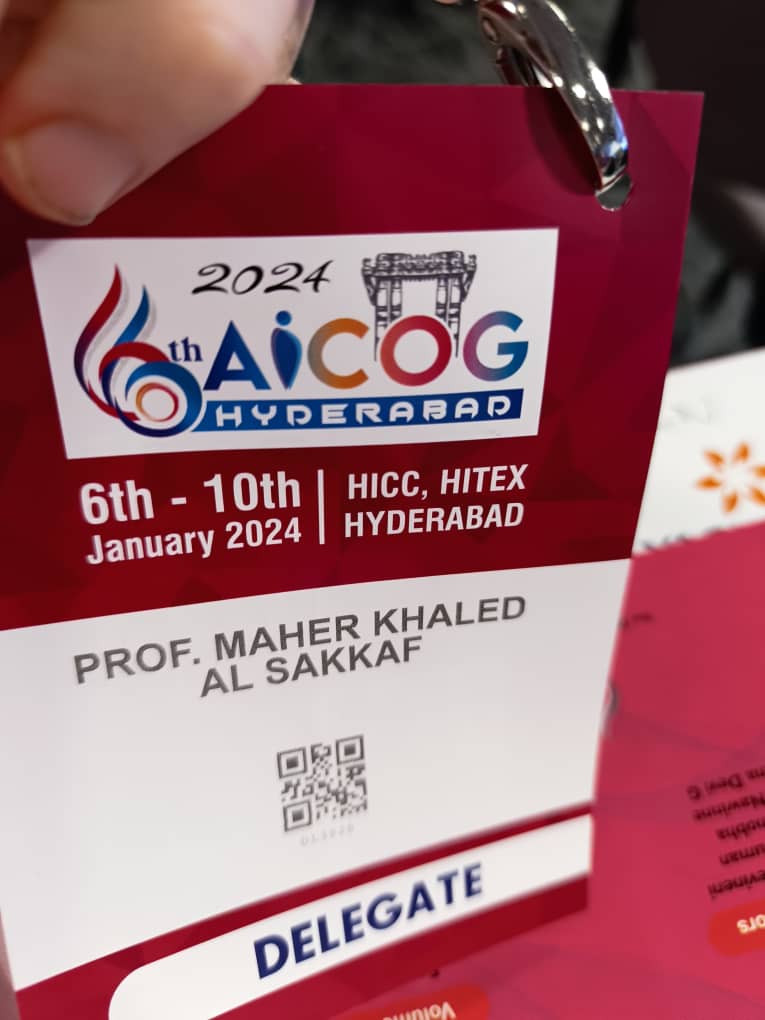 2024
66th AiCOG
HYDERABAD
6th - 10th
January 2024
HICC, HITEX
HYDERABAD
PROF. MAHER KHALED
AL SAKKAF
DELEGATE